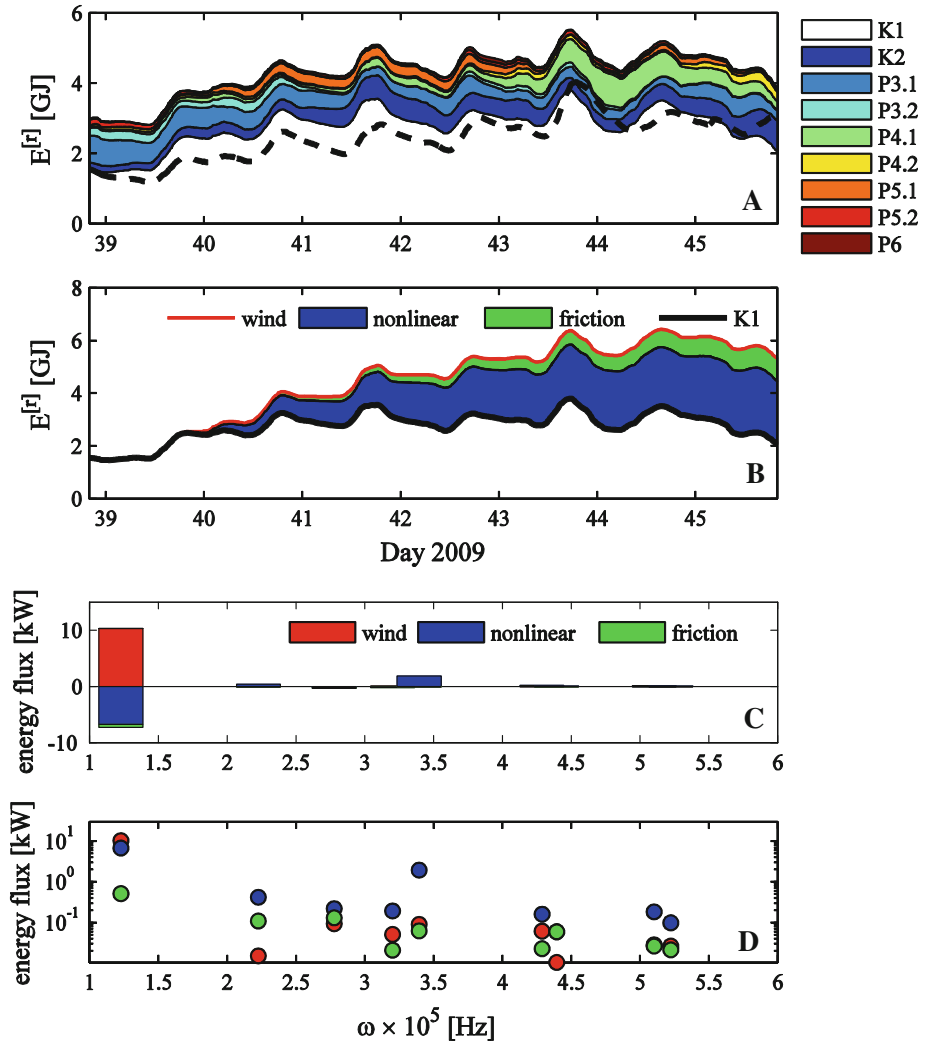 6
4
2
0
E[r] [GJ]
39
40
41
42
43
44
45
A
K1
K2
P3.1
P3.2
P4.1
P4.2
P5.1
P5.2
P6
8
6
4
2
0
E[r] [GJ]
wind
nonlinear
friction
K1
B
39
40
41
42
43
44
45
Day 2009
10
0
-10
energy flux [kW]
wind
nonlinear
friction
C
1
1.5
2
2.5
3
3.5
4
4.5
5
5.5
6
10^1
10^0
10^-1
energy flux [kW]
D
1
1.5
2
2.5
3
3.5
4
4.5
5
5.5
6
ω × 10^5 [Hz]